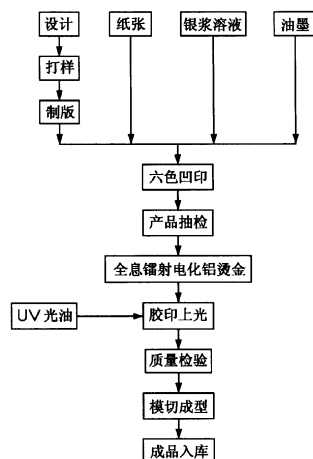 设计 纸张 银浆溶液 油墨
打样
制版
六色凹印
产品抽检
全息镭射电化铝烫金
UV光油 胶印上光
质量检验
模切成型
成品入库